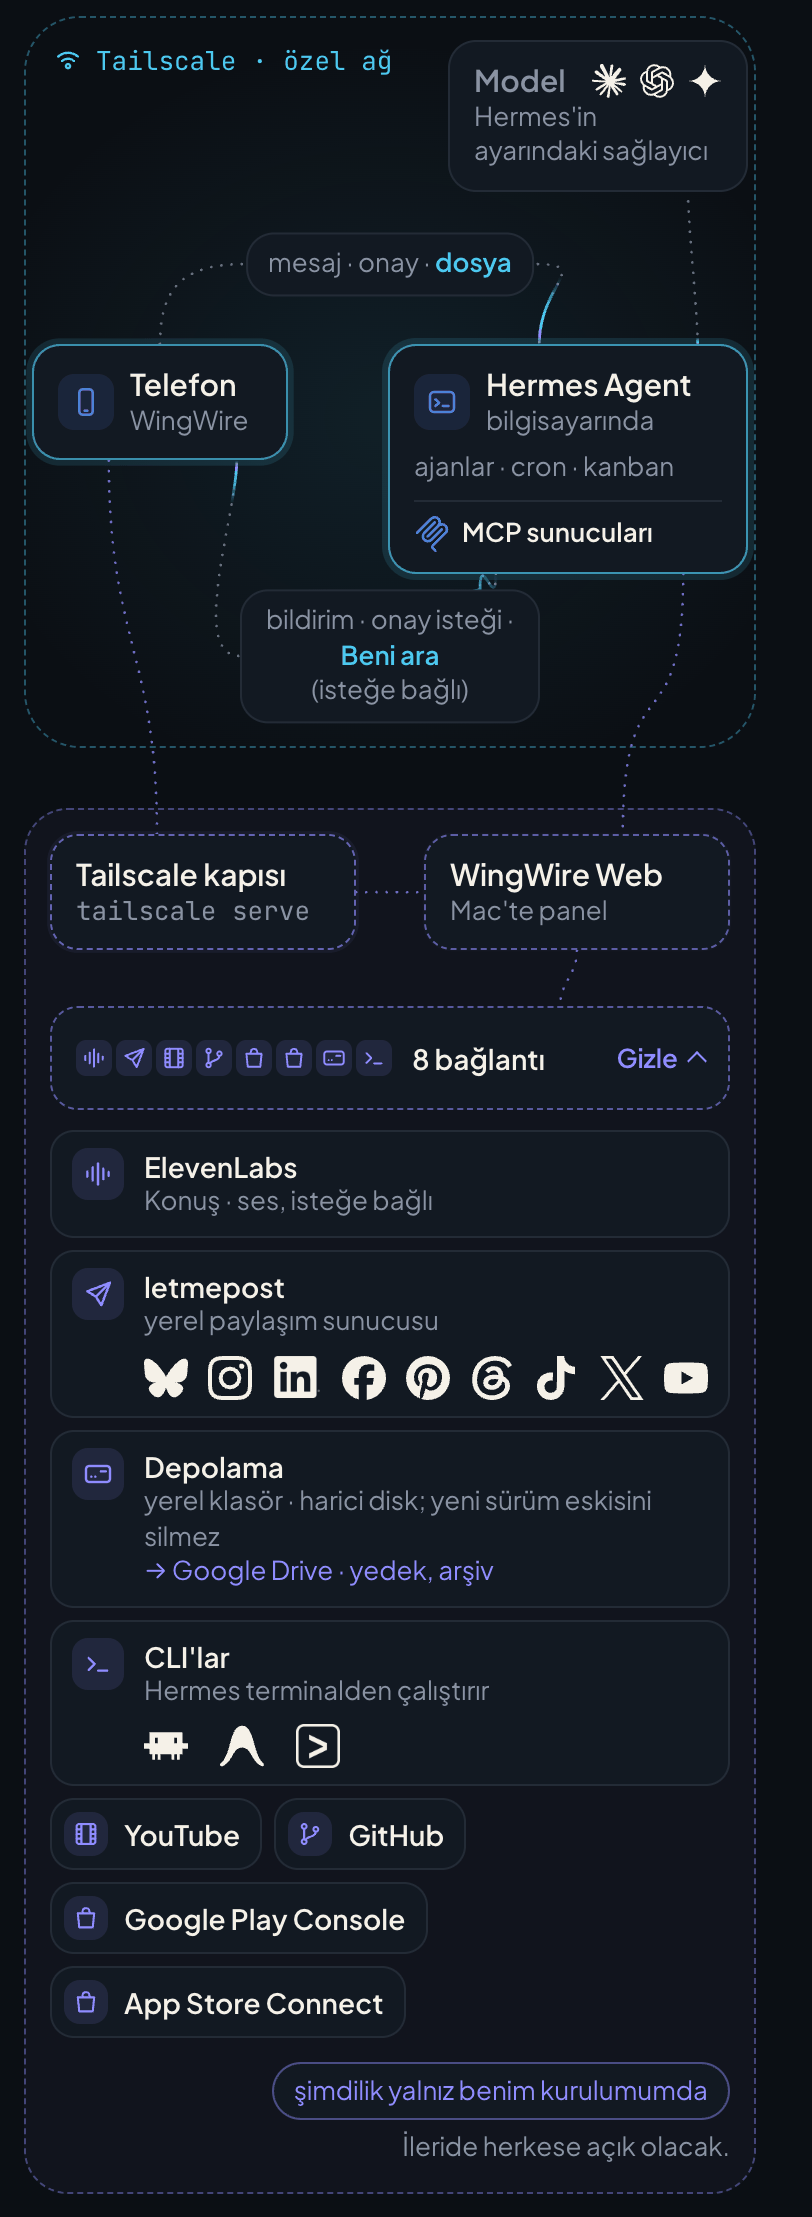 Tailscale · özel ağ
Model
Hermes'in
ayarındaki sağlayıcı
mesaj · onay · dosya
Telefon
WingWire
Hermes Agent
bilgisayarında
ajanlar · cron · kanban
MCP sunucuları
bildirim · onay isteği ·
Beni ara
(isteğe bağlı)
Tailscale kapısı
tailscale serve
WingWire Web
Mac'te panel
8 bağlantı
Gizle
ElevenLabs
Konuş · ses, isteğe bağlı
letmepost
yerel paylaşım sunucusu
Depolama
yerel klasör · harici disk; yeni sürüm eskisini
silmez
→ Google Drive · yedek, arşiv
CLI'lar
Hermes terminalden çalıştırır
YouTube
GitHub
Google Play Console
App Store Connect
şimdilik yalnız benim kurulumumda
İleride herkese açık olacak.